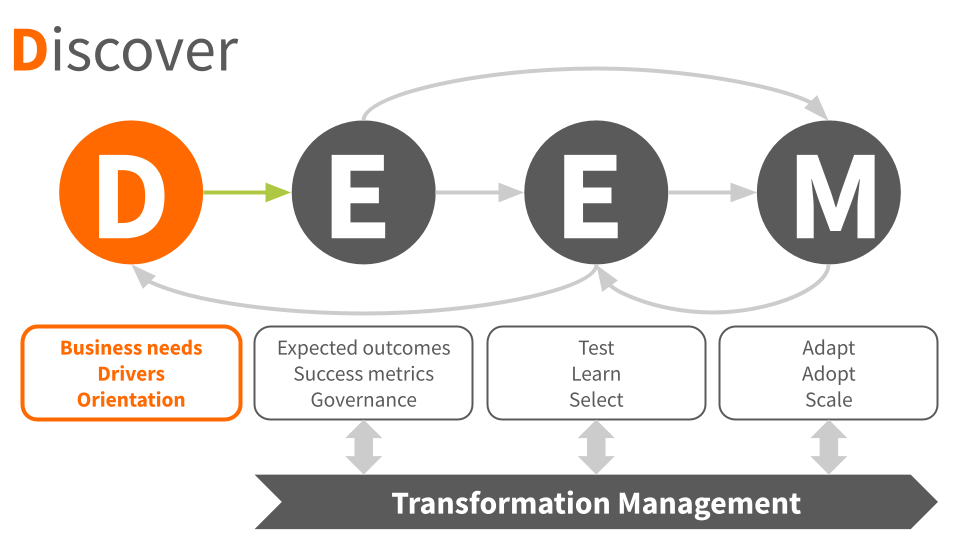 Discover
D E E M
Business needs
Drivers
Orientation
Expected outcomes
Success metrics
Governance
Test
Learn
Select
Adapt
Adopt
Scale
Transformation Management